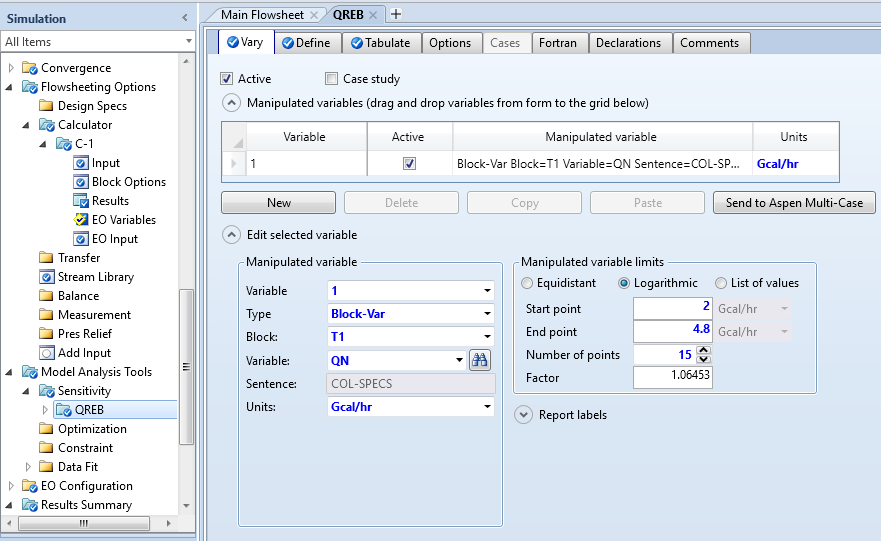 Simulation
All Items
Convergence
Flowsheeting Options
Design Specs
Calculator
C-1
Input
Block Options
Results
EO Variables
EO Input
Transfer
Stream Library
Balance
Measurement
Pres Relief
Add Input
Model Analysis Tools
Sensitivity
QREB
Optimization
Constraint
Data Fit
EO Configuration
Results Summary
Main Flowsheet
QREB
Vary
Define
Tabulate
Options
Cases
Fortran
Declarations
Comments
Active
Case study
Manipulated variables (drag and drop variables from form to the grid below)
Variable Active Manipulated variable Units
1 Block-Var Block=T1 Variable=QN Sentence=COL-SP... Gcal/hr
New Delete Copy Paste Send to Aspen Multi-Case
Edit selected variable
Manipulated variable
Variable 1
Type Block-Var
Block: T1
Variable: QN
Sentence: COL-SPECS
Units: Gcal/hr
Manipulated variable limits
Equidistant Logarithmic List of values
Start point 2 Gcal/hr
End point 4.8 Gcal/hr
Number of points 15
Factor 1.06453
Report labels